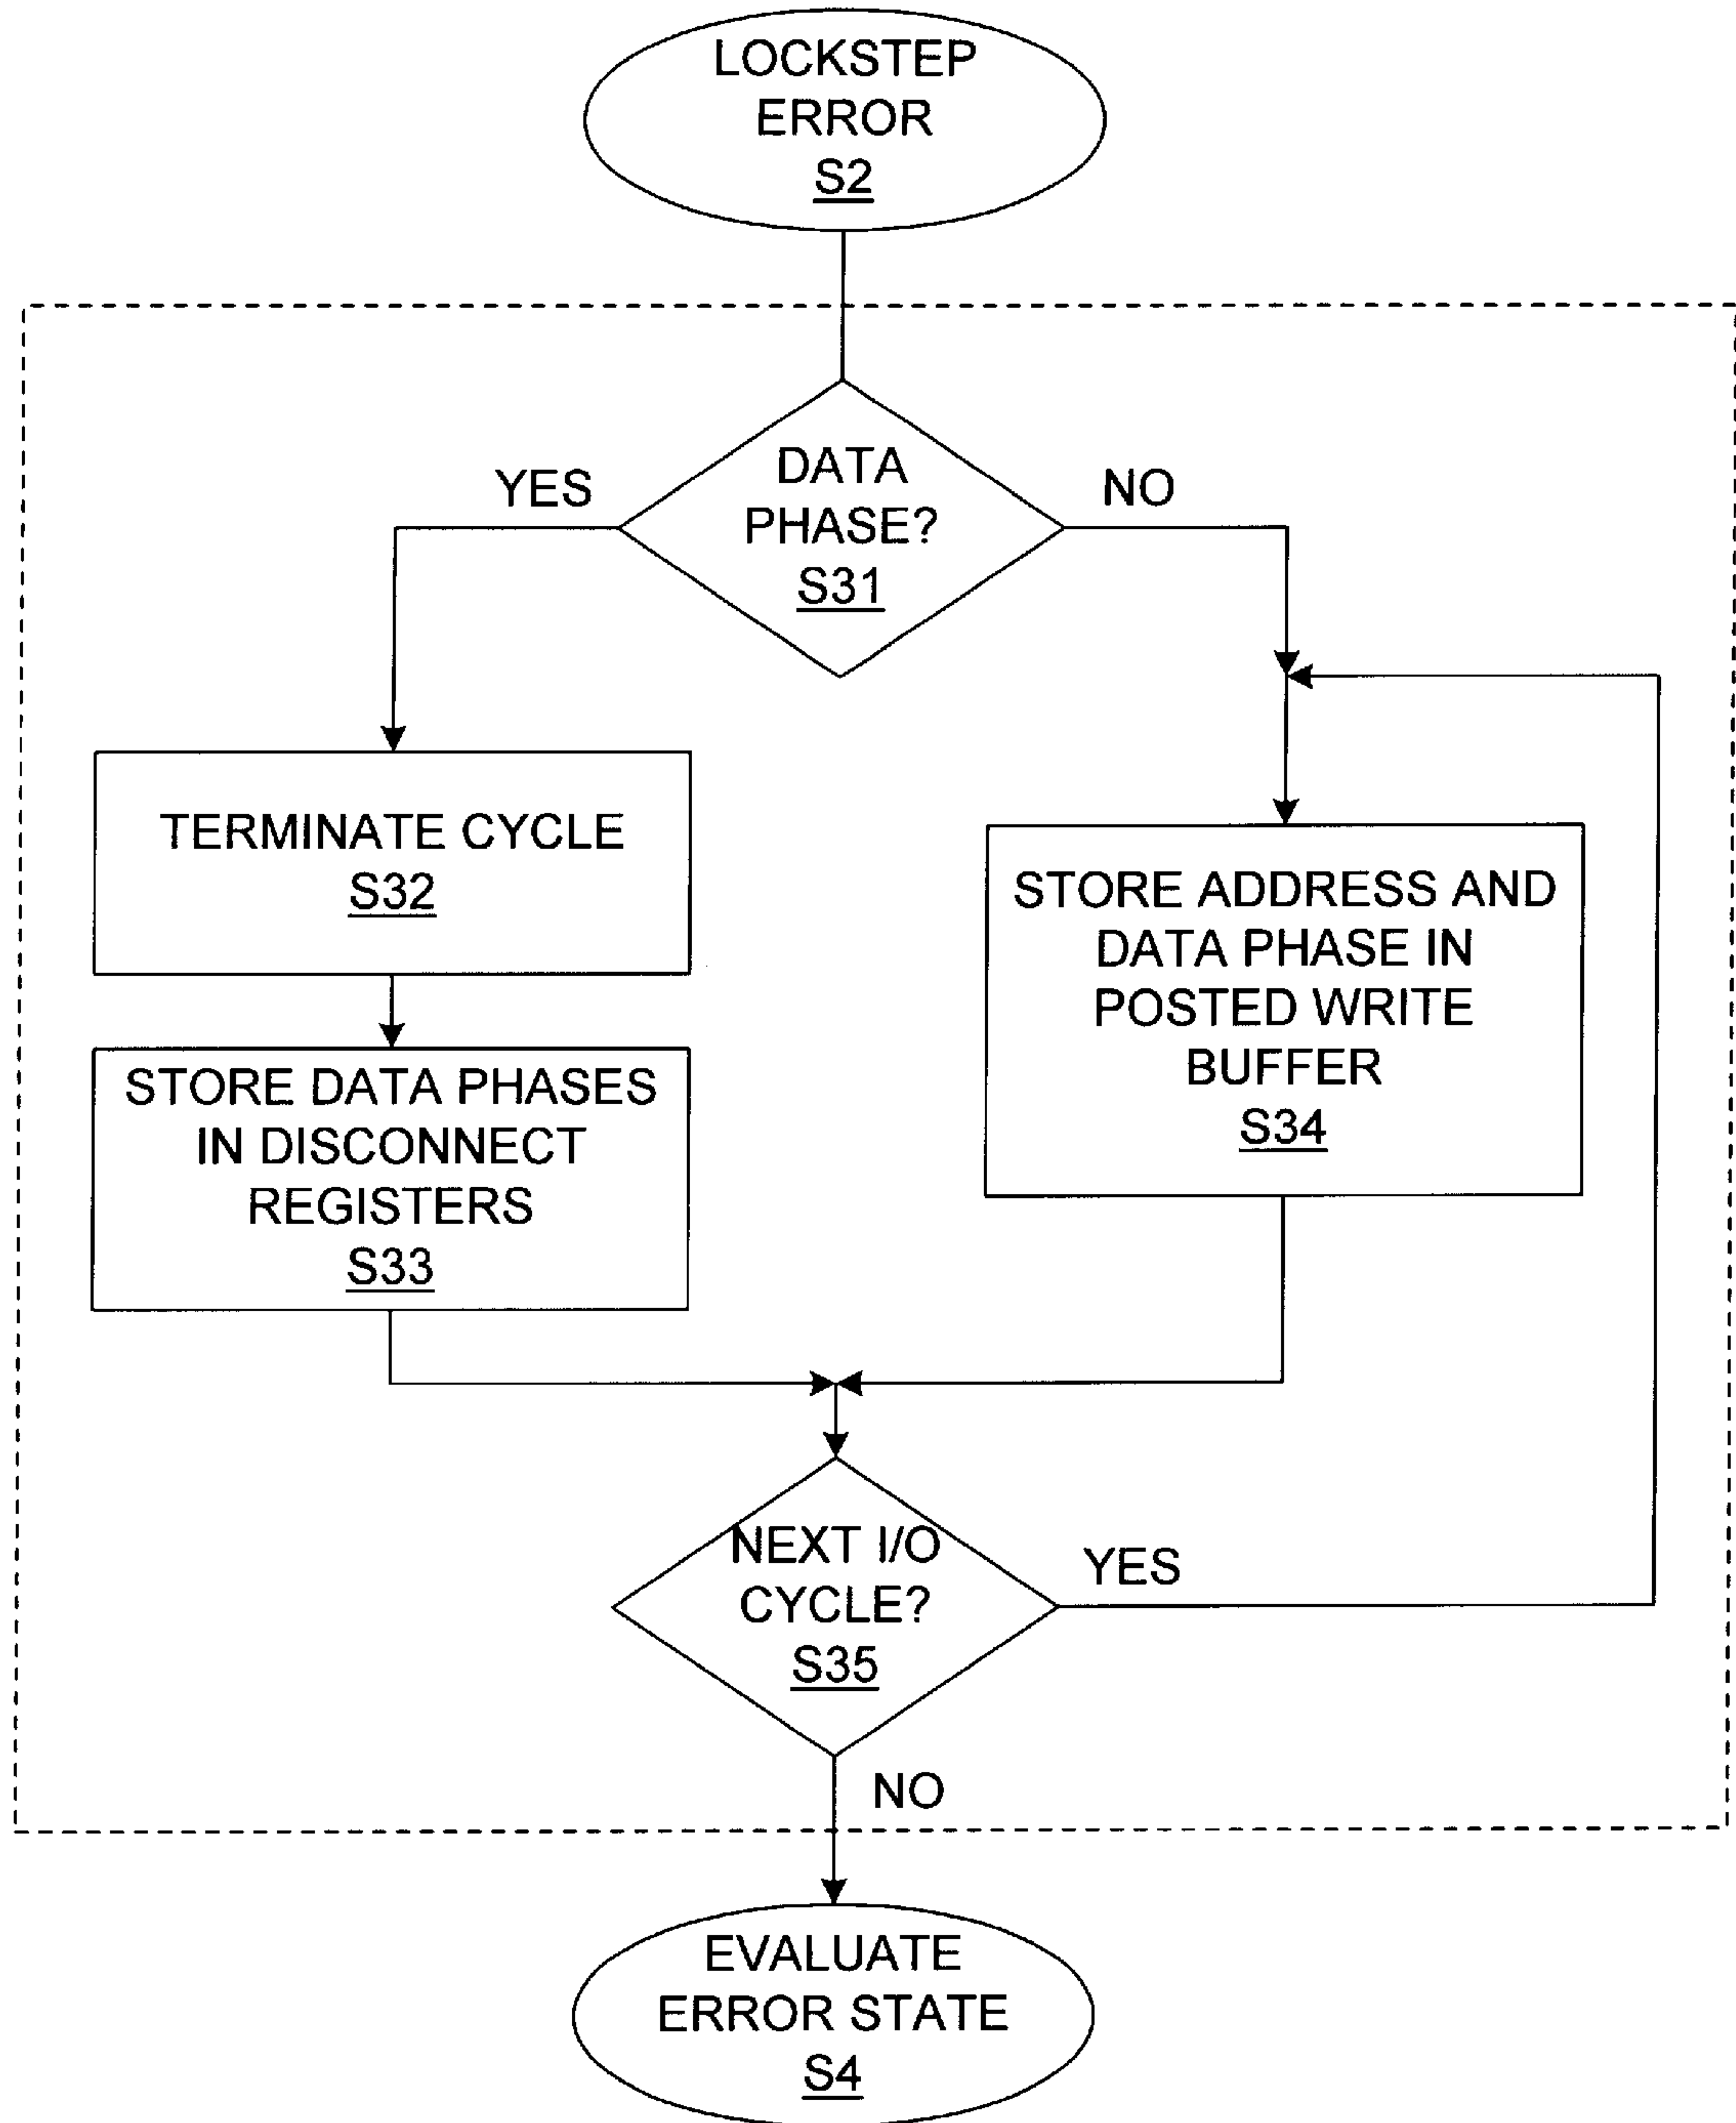 LOCKSTEP
ERROR
S2
DATA
PHASE?
S31
YES
NO
TERMINATE CYCLE
S32
STORE ADDRESS AND
DATA PHASE IN
POSTED WRITE
BUFFER
S34
STORE DATA PHASES
IN DISCONNECT
REGISTERS
S33
NEXT I/O
CYCLE?
S35
YES
NO
EVALUATE
ERROR STATE
S4